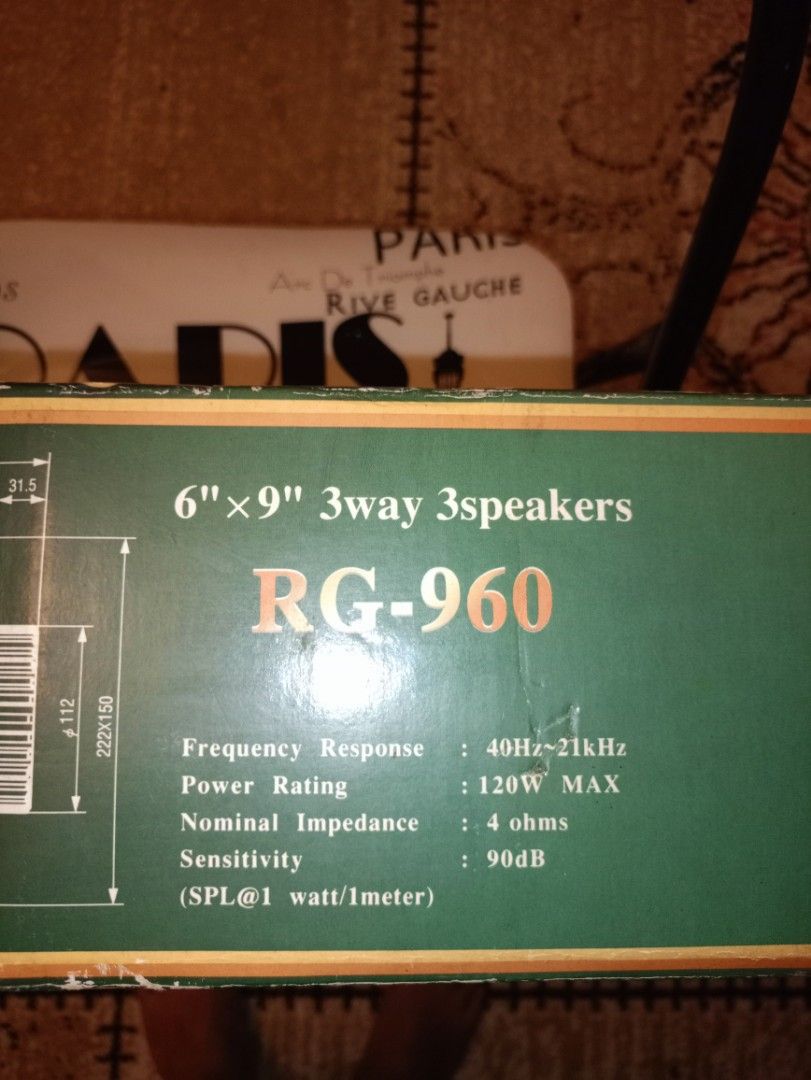 PARIS
Arc De Triomphe
RIVE GAUCHE
PARIS
31.5
6"×9" 3way 3speakers
RG-960
ϕ 112
222X150
Frequency Response : 40Hz~21kHz
Power Rating : 120W MAX
Nominal Impedance : 4 ohms
Sensitivity : 90dB
(SPL@1 watt/1meter)